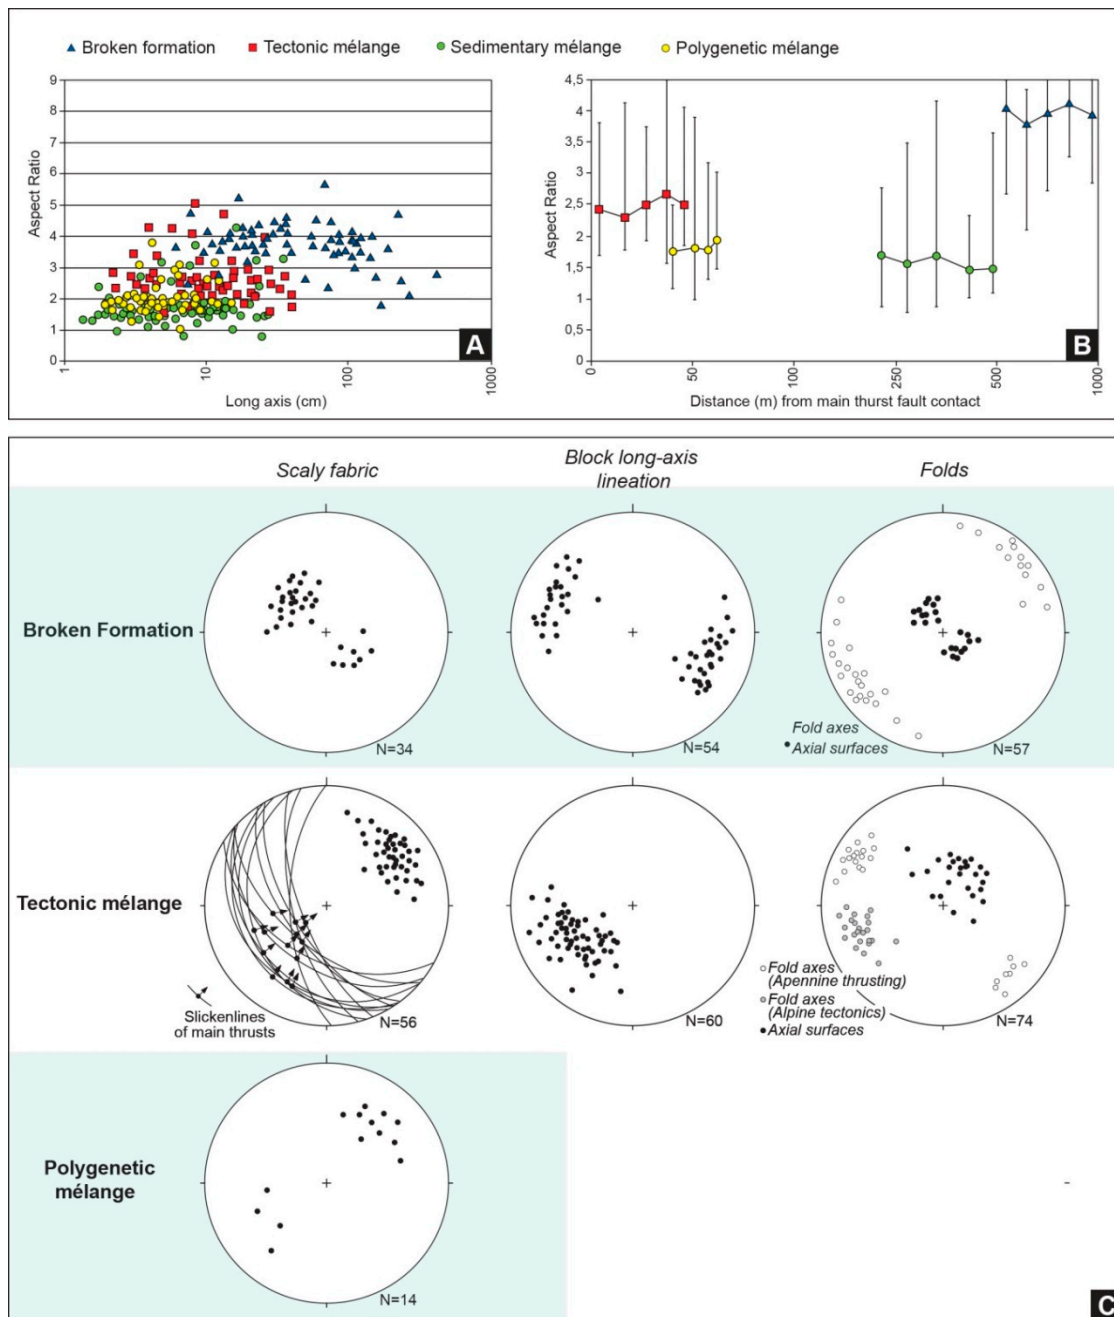 Broken formation Tectonic mélange Sedimentary mélange Polygenetic mélange
9
8
7
6
5
4
3
2
1
0
Aspect Ratio
1 10 100 1000
Long axis (cm)
A
4,5
4
3,5
3
2,5
2
1,5
1
0,5
0
Aspect Ratio
0 50 100 250 500 1000
Distance (m) from main thurst fault contact
B
Scaly fabric
Block long-axis
lineation
Folds
Broken Formation
N=34
N=54
Fold axes
Axial surfaces
N=57
Tectonic mélange
Slickenlines
of main thrusts
N=56
N=60
Fold axes
(Apennine thrusting)
Fold axes
(Alpine tectonics)
Axial surfaces
N=74
Polygenetic
mélange
N=14
C